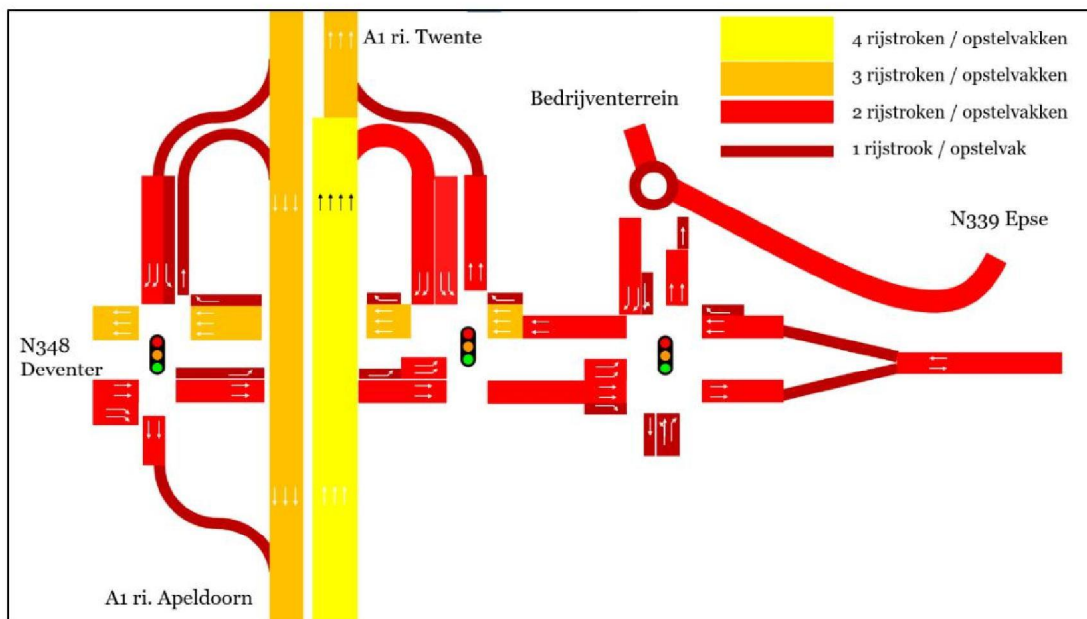 A1 ri. Twente
Bedrijventerrein
4 rijstroken / opstelvakken
3 rijstroken / opstelvakken
2 rijstroken / opstelvakken
1 rijstrook / opstelvak
N339 Epse
N348
Deventer
A1 ri. Apeldoorn